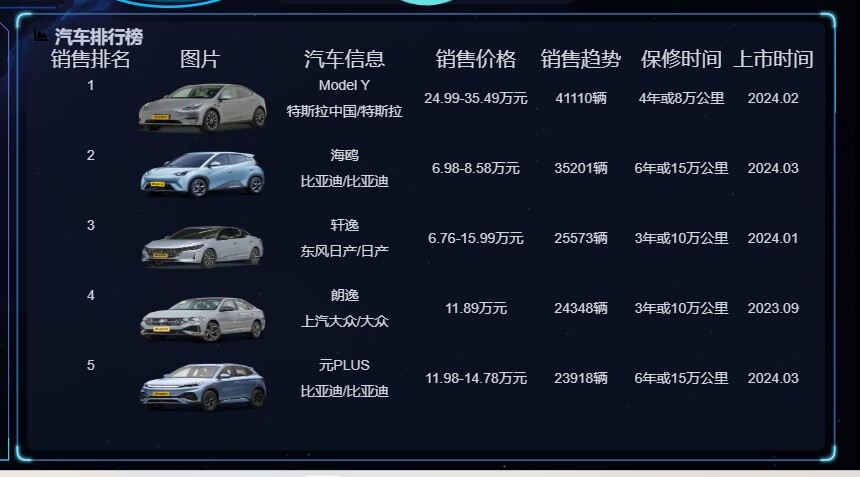 汽车排行榜
销售排名 图片 汽车信息 销售价格 销售趋势 保修时间 上市时间
1 Model Y 24.99-35.49万元 41110辆 4年或8万公里 2024.02
特斯拉中国/特斯拉
2 海鸥 6.98-8.58万元 35201辆 6年或15万公里 2024.03
比亚迪/比亚迪
3 轩逸 6.76-15.99万元 25573辆 3年或10万公里 2024.01
东风日产/日产
4 朗逸 11.89万元 24348辆 3年或10万公里 2023.09
上汽大众/大众
5 元PLUS 11.98-14.78万元 23918辆 6年或15万公里 2024.03
比亚迪/比亚迪